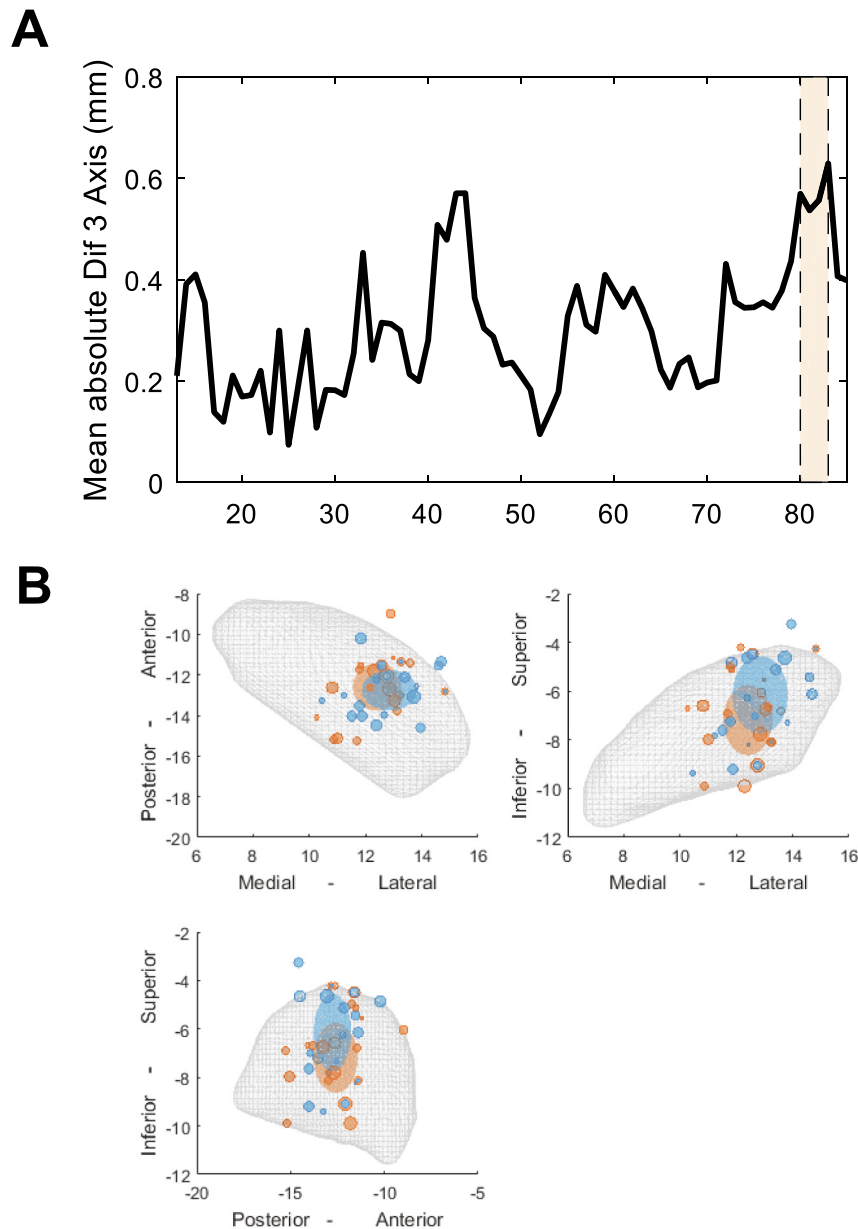 A
Mean absolute Dif 3 Axis (mm)
0.8
0.6
0.4
0.2
0
20 30 40 50 60 70 80
B
Posterior - Anterior
-8
-10
-12
-14
-16
-18
-20
6 8 10 12 14 16
Medial - Lateral
Inferior - Superior
-2
-4
-6
-8
-10
-12
6 8 10 12 14 16
Medial - Lateral
Inferior - Superior
-2
-4
-6
-8
-10
-12
-20 -15 -10 -5
Posterior - Anterior